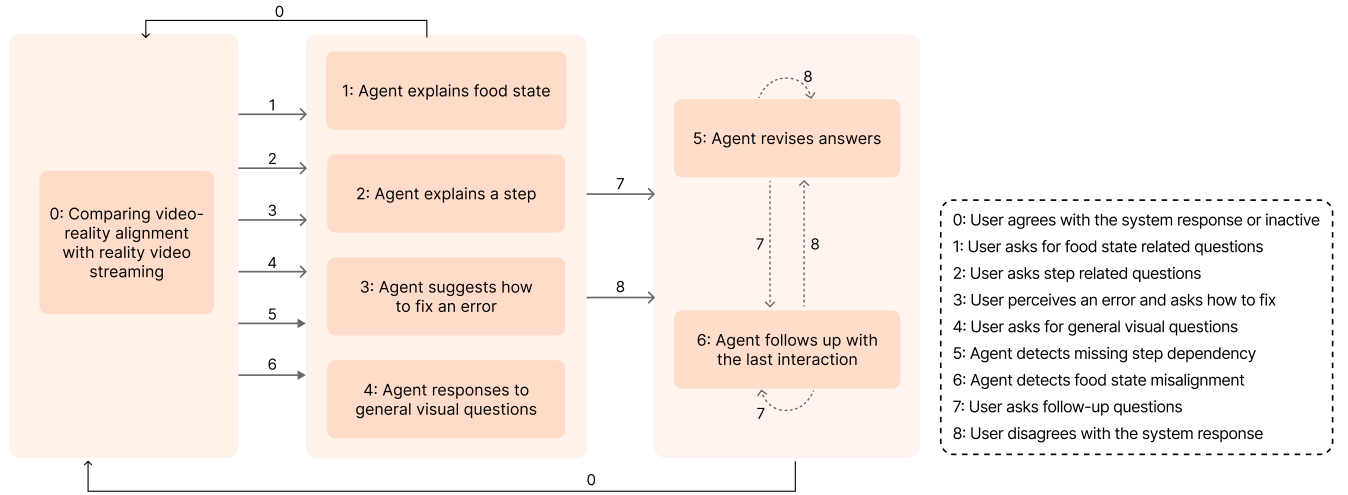 0
0: Comparing video-
reality alignment
with reality video
streaming
1
2
3
4
5
6
1: Agent explains food state
2: Agent explains a step
3: Agent suggests how
to fix an error
4: Agent responses to
general visual questions
7
8
8
5: Agent revises answers
7
8
6: Agent follows up with
the last interaction
7
0
0: User agrees with the system response or inactive
1: User asks for food state related questions
2: User asks step related questions
3: User perceives an error and asks how to fix
4: User asks for general visual questions
5: Agent detects missing step dependency
6: Agent detects food state misalignment
7: User asks follow-up questions
8: User disagrees with the system response